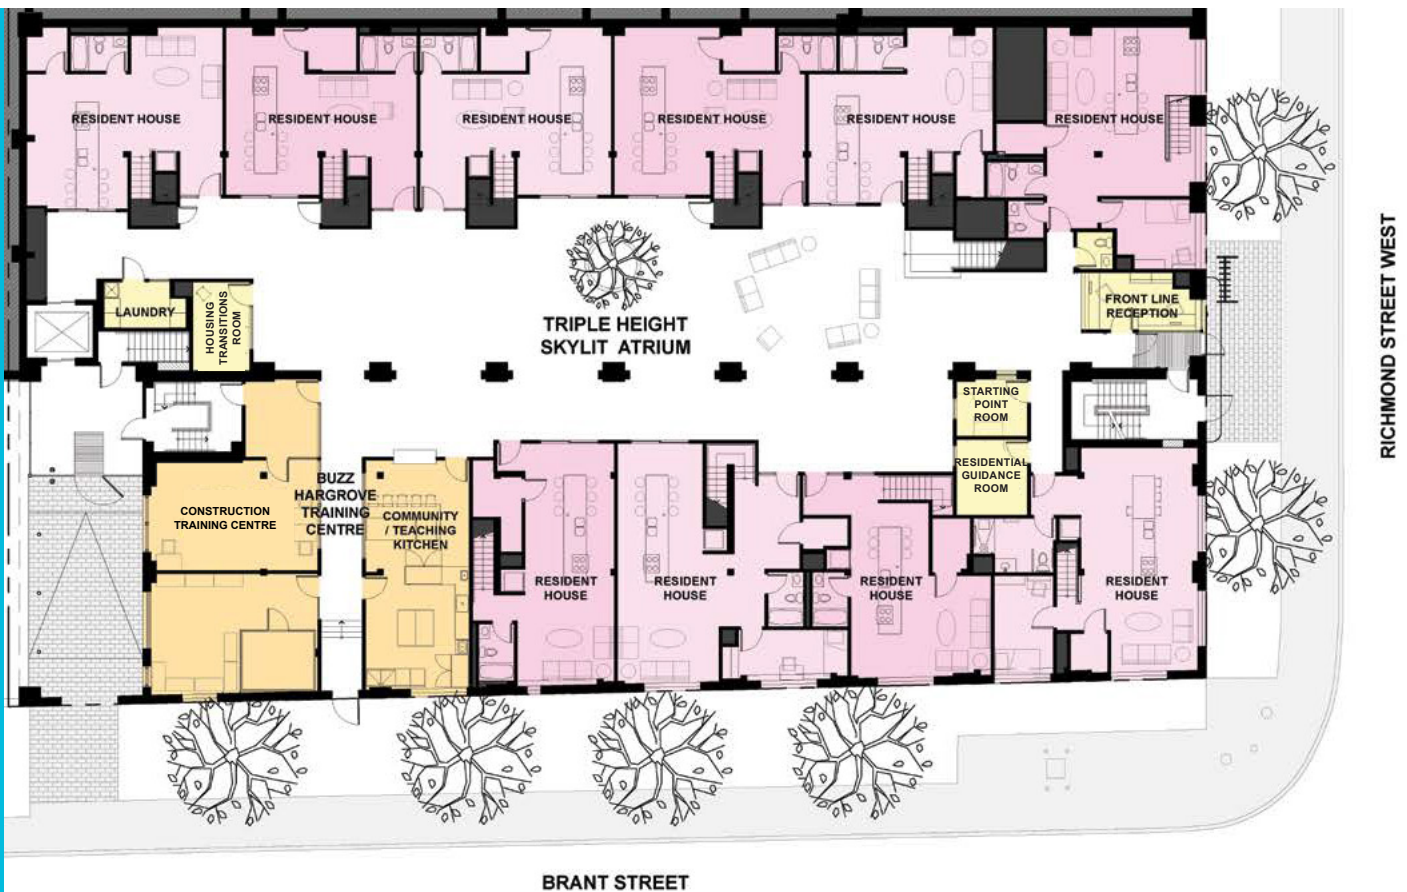 RESIDENT HOUSE
RESIDENT HOUSE
RESIDENT HOUSE
RESIDENT HOUSE
RESIDENT HOUSE
RESIDENT HOUSE
LAUNDRY
HOUSING
TRANSITIONS
ROOM
TRIPLE HEIGHT
SKYLIT ATRIUM
FRONT LINE
RECEPTION
RICHMOND STREET WEST
STARTING
POINT
ROOM
RESIDENTIAL
GUIDANCE
ROOM
CONSTRUCTION
TRAINING CENTRE
BUZZ
HARGROVE
TRAINING
CENTRE
COMMUNITY
/ TEACHING
KITCHEN
RESIDENT
HOUSE
RESIDENT
HOUSE
RESIDENT
HOUSE
RESIDENT
HOUSE
BRANT STREET